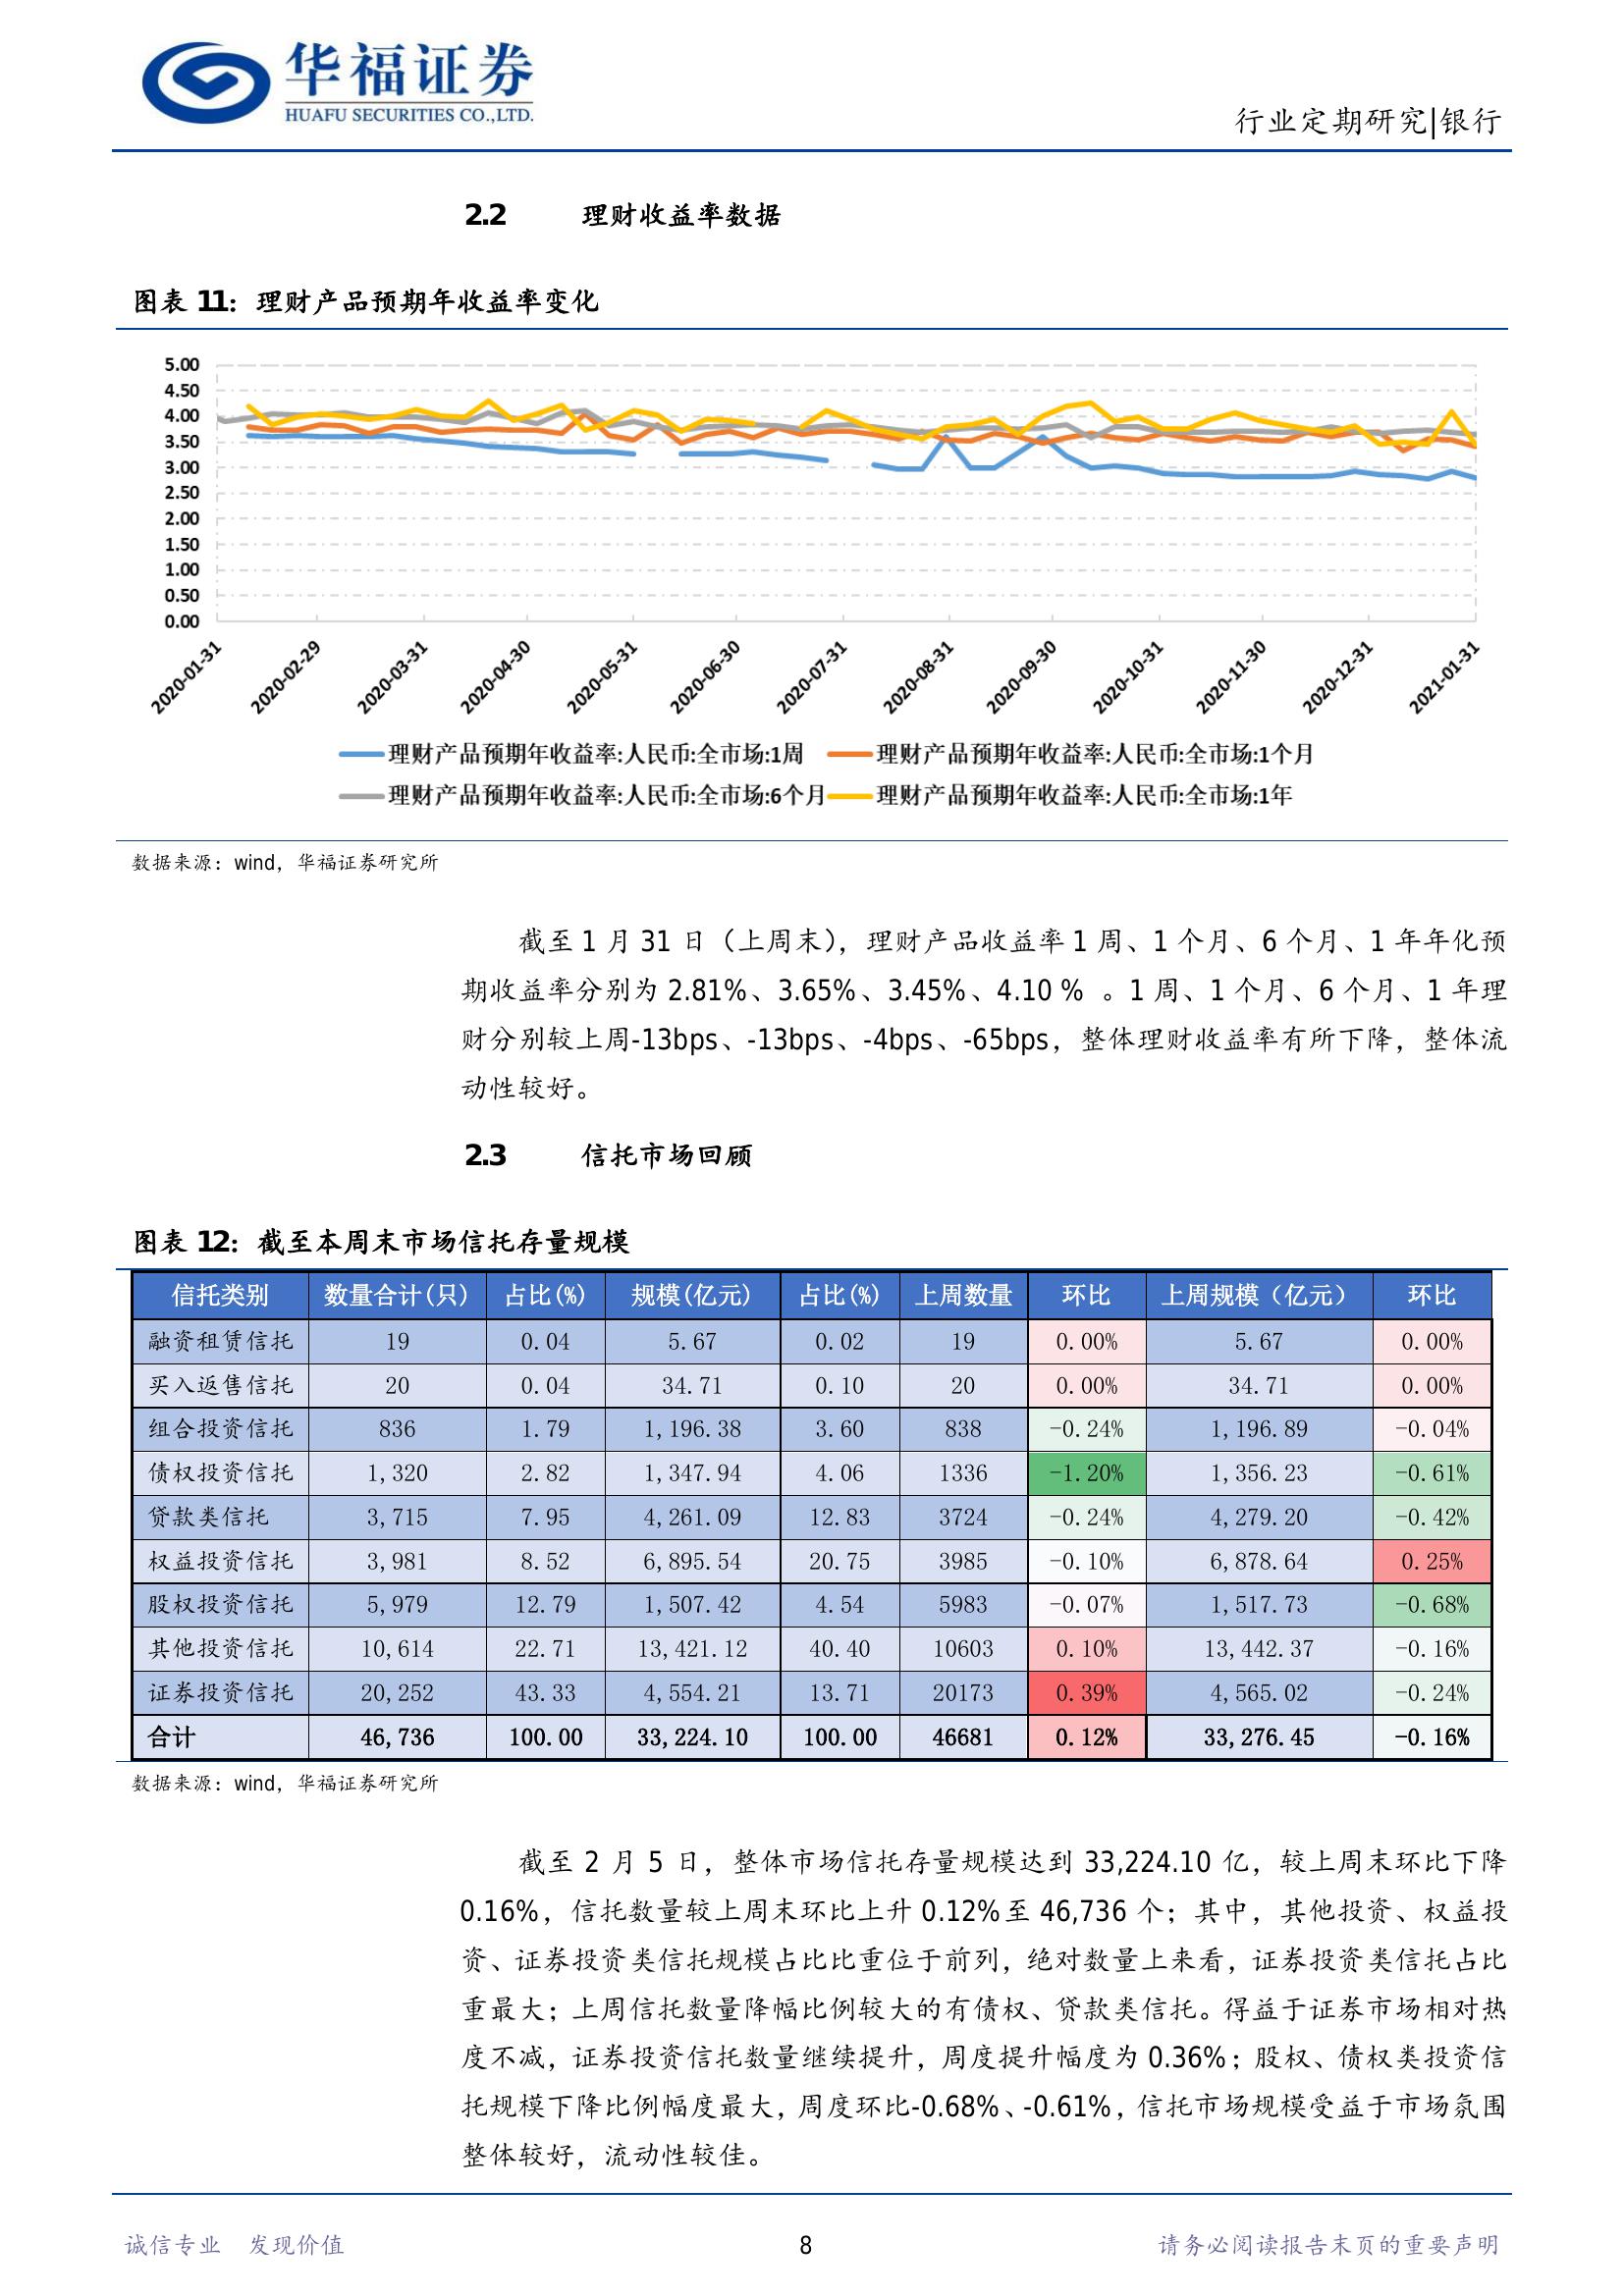 华福证券
HUAFU SECURITIES CO.,LTD.
行业定期研究|银行
2.2 理财收益率数据
图表 11：理财产品预期年收益率变化
5.00
4.50
4.00
3.50
3.00
2.50
2.00
1.50
1.00
0.50
0.00
2020-01-31 2020-02-29 2020-03-31 2020-04-30 2020-05-31 2020-06-30 2020-07-31 2020-08-31 2020-09-30 2020-10-31 2020-11-30 2020-12-31 2021-01-31
理财产品预期年收益率:人民币:全市场:1周 理财产品预期年收益率:人民币:全市场:1个月
理财产品预期年收益率:人民币:全市场:6个月 理财产品预期年收益率:人民币:全市场:1年
数据来源：wind，华福证券研究所
截至 1 月 31 日（上周末），理财产品收益率 1 周、1 个月、6 个月、1 年年化预
期收益率分别为 2.81%、3.65%、3.45%、4.10 % 。1 周、1 个月、6 个月、1 年理
财分别较上周-13bps、-13bps、-4bps、-65bps，整体理财收益率有所下降，整体流
动性较好。
2.3 信托市场回顾
图表 12：截至本周末市场信托存量规模
信托类别 数量合计(只) 占比(%) 规模(亿元) 占比(%) 上周数量 环比 上周规模（亿元） 环比
融资租赁信托 19 0.04 5.67 0.02 19 0.00% 5.67 0.00%
买入返售信托 20 0.04 34.71 0.10 20 0.00% 34.71 0.00%
组合投资信托 836 1.79 1,196.38 3.60 838 -0.24% 1,196.89 -0.04%
债权投资信托 1,320 2.82 1,347.94 4.06 1336 -1.20% 1,356.23 -0.61%
贷款类信托 3,715 7.95 4,261.09 12.83 3724 -0.24% 4,279.20 -0.42%
权益投资信托 3,981 8.52 6,895.54 20.75 3985 -0.10% 6,878.64 0.25%
股权投资信托 5,979 12.79 1,507.42 4.54 5983 -0.07% 1,517.73 -0.68%
其他投资信托 10,614 22.71 13,421.12 40.40 10603 0.10% 13,442.37 -0.16%
证券投资信托 20,252 43.33 4,554.21 13.71 20173 0.39% 4,565.02 -0.24%
合计 46,736 100.00 33,224.10 100.00 46681 0.12% 33,276.45 -0.16%
数据来源：wind，华福证券研究所
截至 2 月 5 日，整体市场信托存量规模达到 33,224.10 亿，较上周末环比下降
0.16%，信托数量较上周末环比上升 0.12%至 46,736 个；其中，其他投资、权益投
资、证券投资类信托规模占比比重位于前列，绝对数量上来看，证券投资类信托占比
重最大；上周信托数量降幅比例较大的有债权、贷款类信托。得益于证券市场相对热
度不减，证券投资信托数量继续提升，周度提升幅度为 0.36%；股权、债权类投资信
托规模下降比例幅度最大，周度环比-0.68%、-0.61%，信托市场规模受益于市场氛围
整体较好，流动性较佳。
诚信专业 发现价值 8 请务必阅读报告末页的重要声明